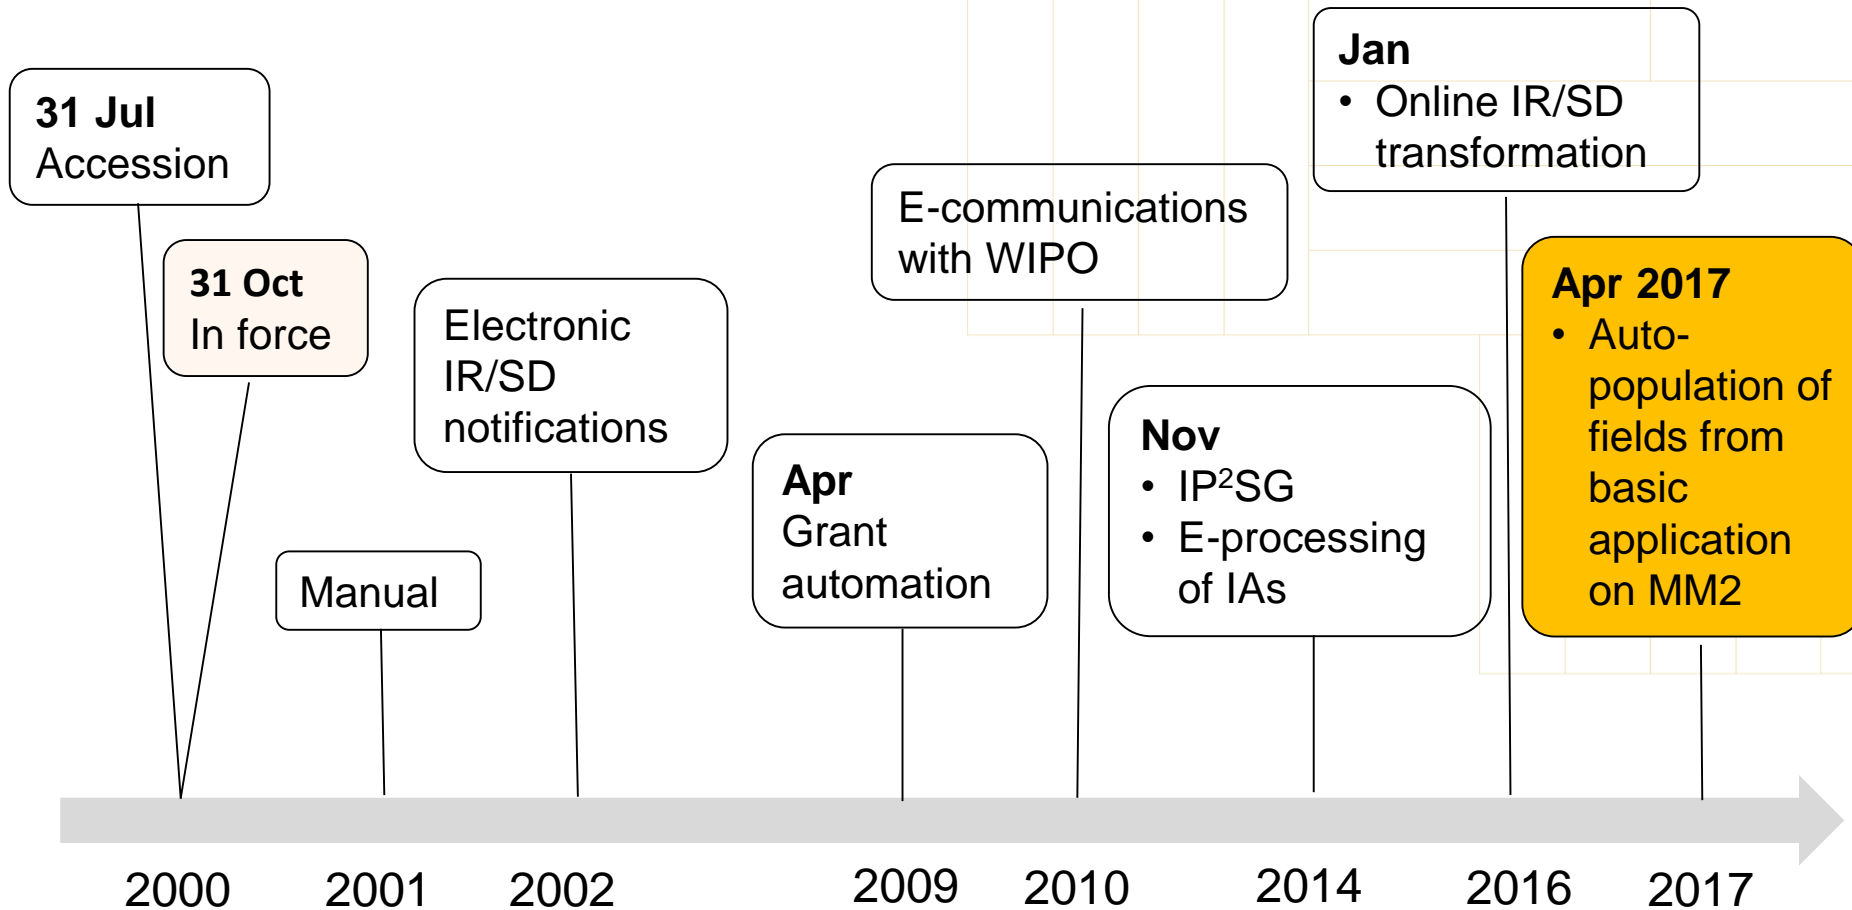 31 Jul
Accession
31 Oct
In force
Manual
Electronic
IR/SD
notifications
Apr
Grant
automation
E-communications
with WIPO
Nov
• IP²SG
• E-processing
of IAs
Jan
• Online IR/SD
transformation
Apr 2017
• Auto-
population of
fields from
basic
application
on MM2
2000 2001 2002 2009 2010 2014 2016 2017